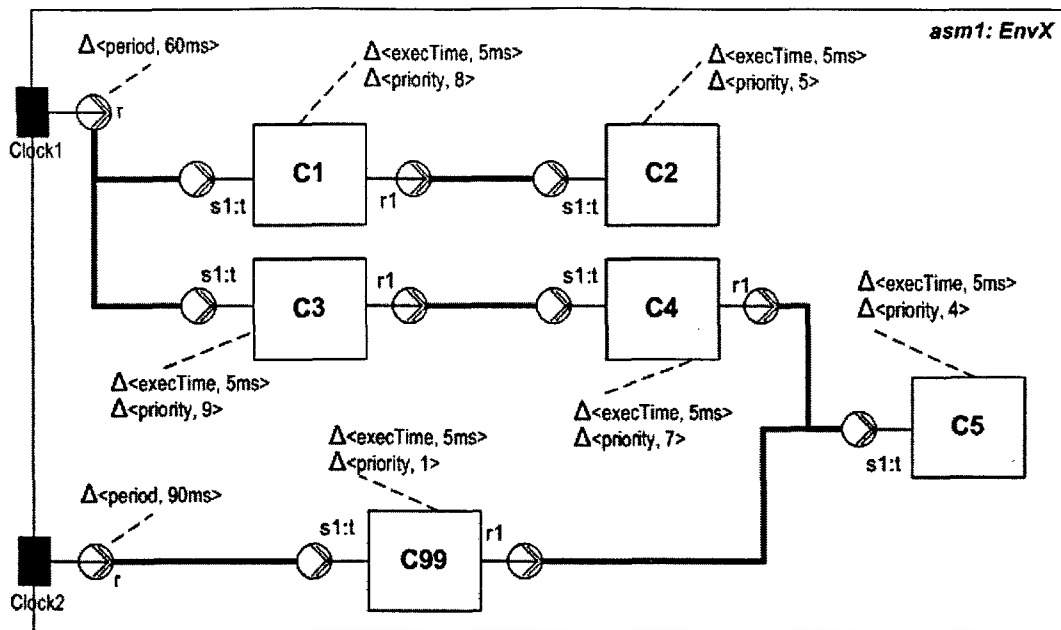 asm1: EnvX
Δ<period, 60ms>
Δ<execTime, 5ms>
Δ<priority, 8>
Δ<execTime, 5ms>
Δ<priority, 5>
r
Clock1
C1
C2
s1:t
r1
s1:t
s1:t
r1
s1:t
r1
Δ<execTime, 5ms>
Δ<priority, 4>
C3
C4
Δ<execTime, 5ms>
Δ<priority, 9>
Δ<execTime, 5ms>
Δ<priority, 7>
C5
s1:t
Δ<execTime, 5ms>
Δ<priority, 1>
Δ<period, 90ms>
s1:t
r1
C99
r
Clock2